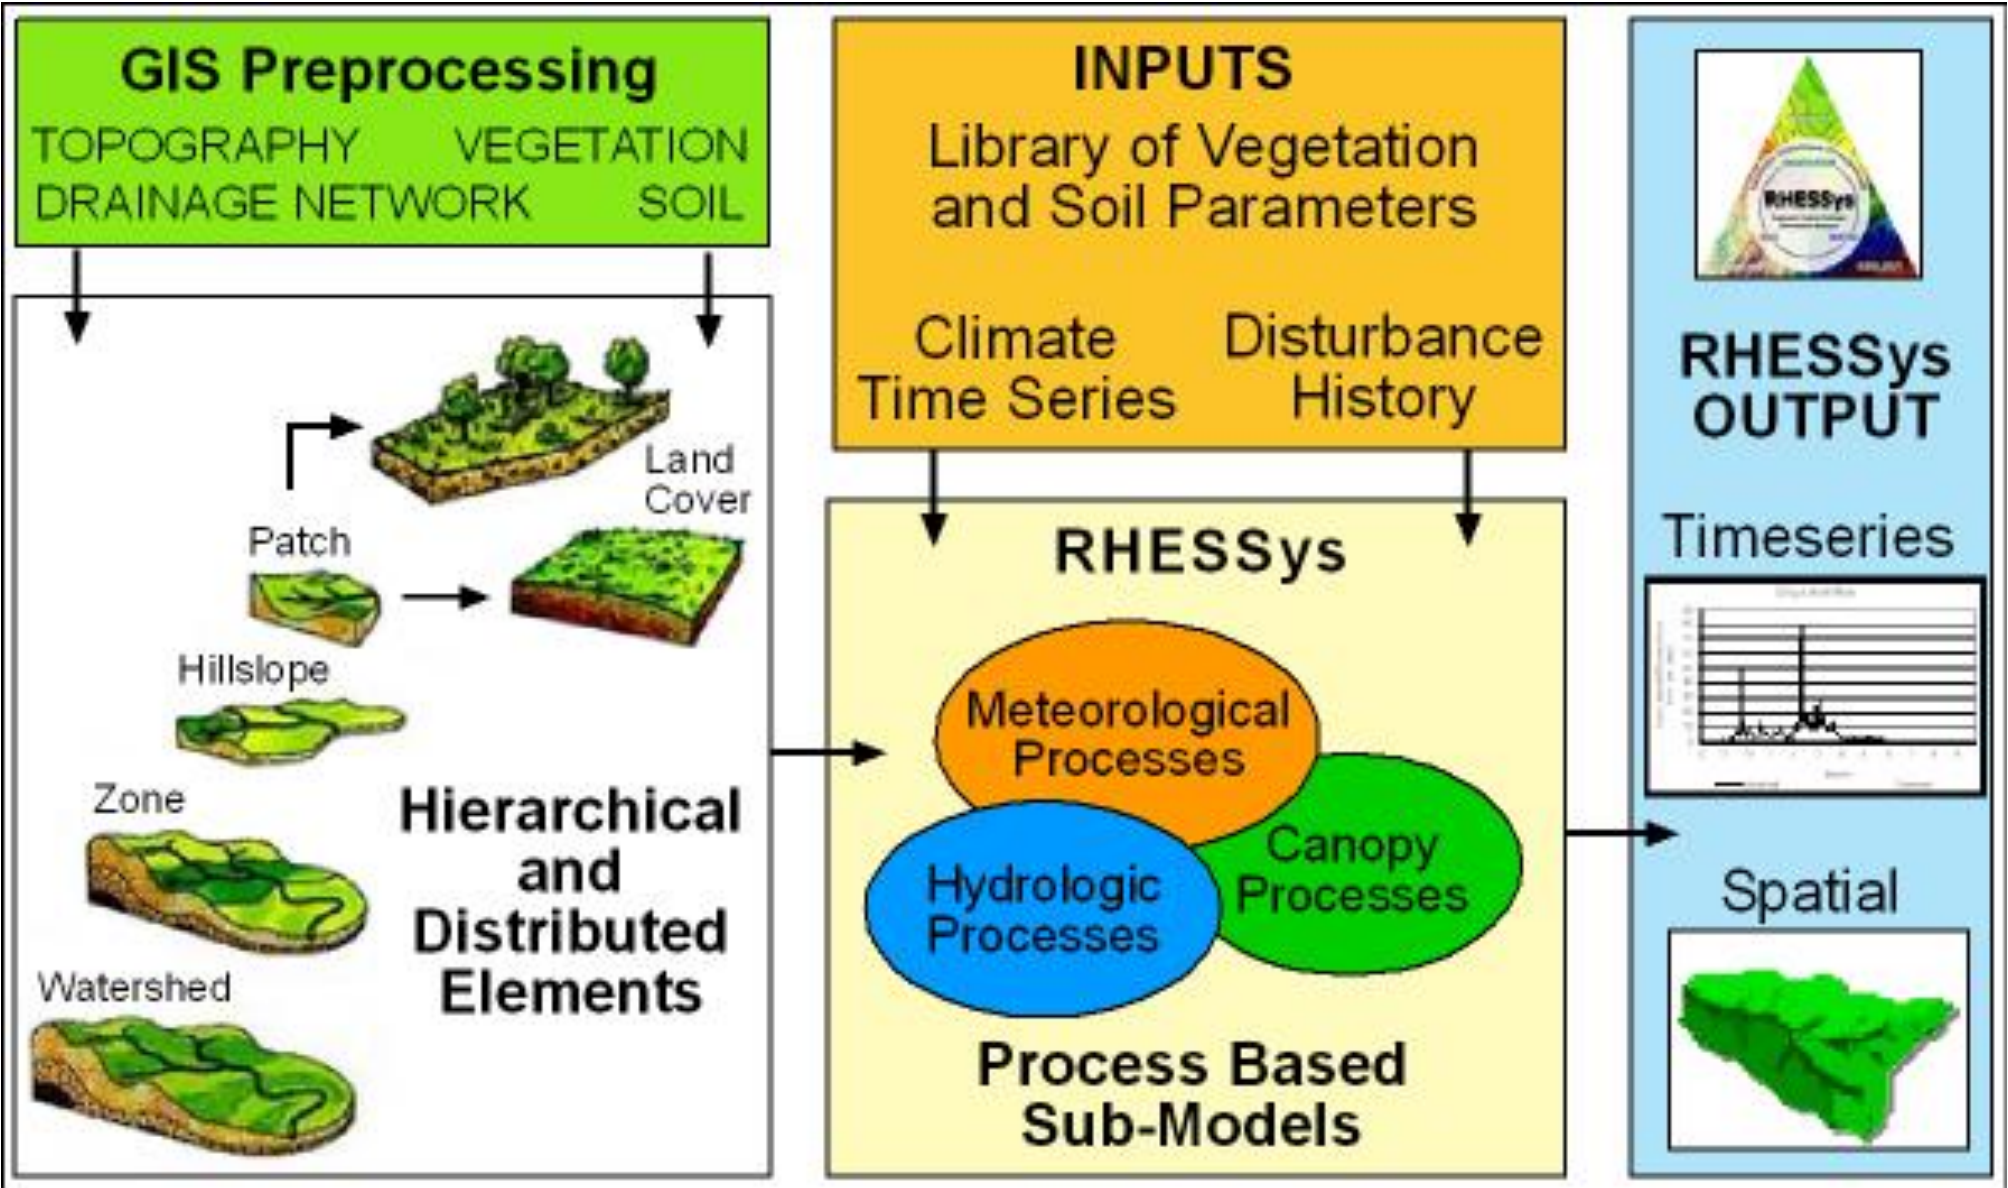 GIS Preprocessing
TOPOGRAPHY VEGETATION
DRAINAGE NETWORK SOIL
Land
Cover
Patch
Hillslope
Zone
Watershed
Hierarchical
and
Distributed
Elements
INPUTS
Library of Vegetation
and Soil Parameters
Climate
Time Series
Disturbance
History
RHESSys
Meteorological
Processes
Hydrologic
Processes
Canopy
Processes
Process Based
Sub-Models
RHESSys
RHESSys
OUTPUT
Timeseries
Spatial